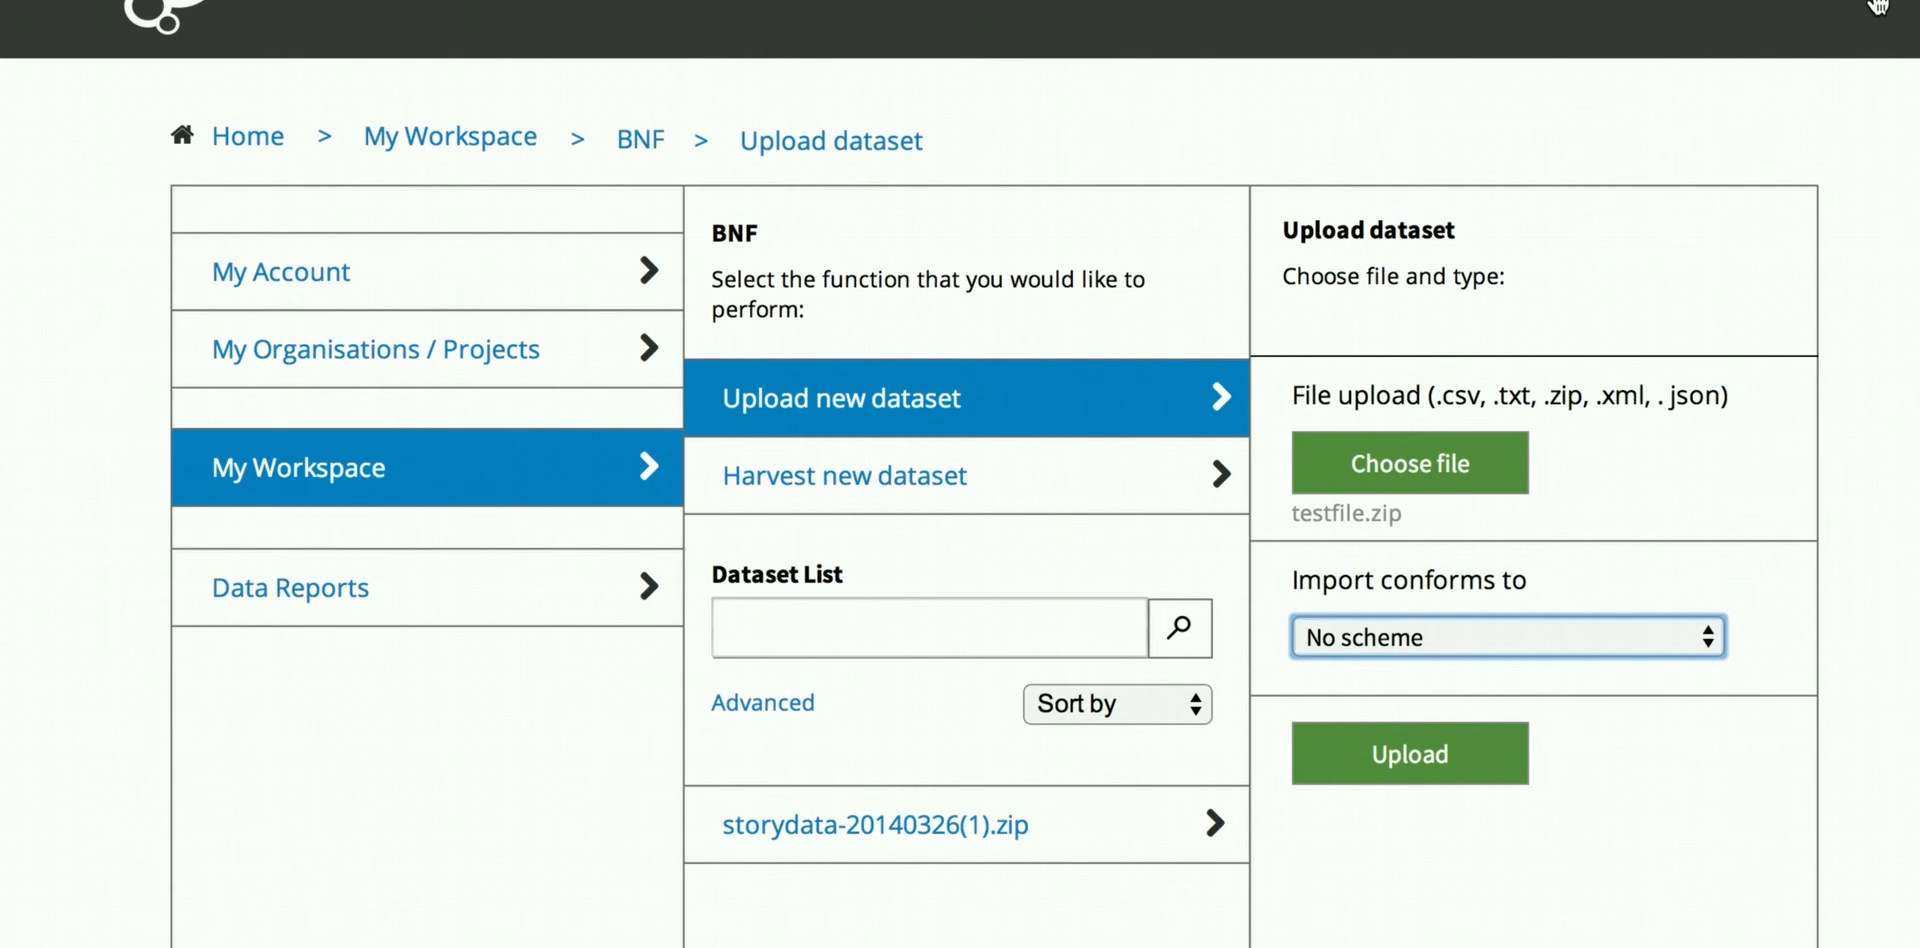 Home > My Workspace > BNF > Upload dataset
My Account
My Organisations / Projects
My Workspace
Data Reports
BNF
Select the function that you would like to
perform:
Upload new dataset
Harvest new dataset
Dataset List
Advanced
Sort by
storydata-20140326(1).zip
Upload dataset
Choose file and type:
File upload (.csv, .txt, .zip, .xml, . json)
Choose file
testfile.zip
Import conforms to
No scheme
Upload